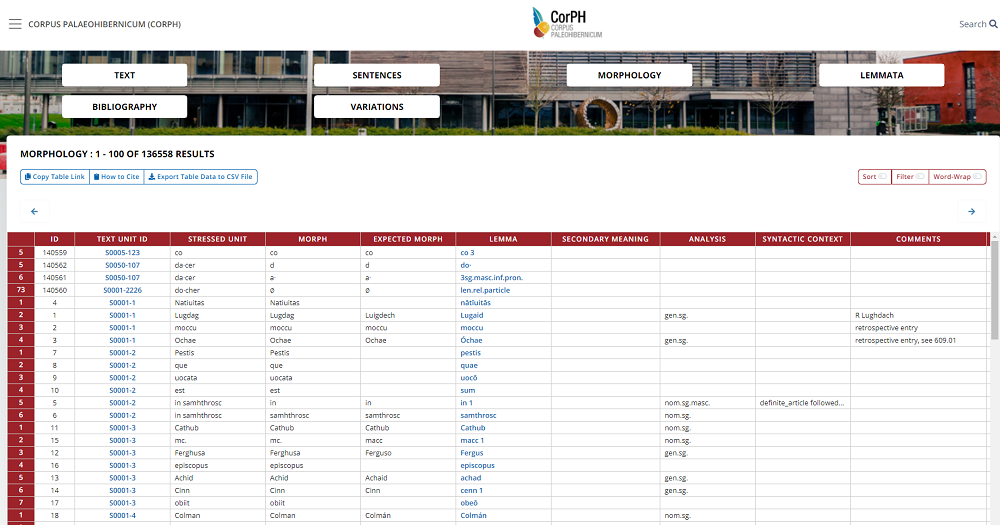 CORPUS PALAEOHIBERNICUM (CORPH)
CorPH
CORPUS
PALAEOHIBERNICUM
Search
TEXT SENTENCES MORPHOLOGY LEMMATA
BIBLIOGRAPHY VARIATIONS
MORPHOLOGY : 1 - 100 OF 136558 RESULTS
Copy Table Link How to Cite Export Table Data to CSV File Sort Filter Word-Wrap
ID TEXT UNIT ID STRESSED UNIT MORPH EXPECTED MORPH LEMMA SECONDARY MEANING ANALYSIS SYNTACTIC CONTEXT COMMENTS
5 140559 S0005-123 co co co co 3
5 140562 S0050-107 da·cer d d do·
6 140561 S0050-107 da·cer a· a· 3sg.masc.inf.pron.
73 140560 S0001-2226 do·cher ø ø len.rel.particle
1 4 S0001-1 Natiuitas Natiuitas nātīuitās
2 1 S0001-1 Lugdag Lugdag Luigdech Lugaid gen.sg. R Lughdach
3 2 S0001-1 moccu moccu moccu moccu retrospective entry
4 3 S0001-1 Ochae Ochae Ochae Óchae gen.sg. retrospective entry, see 609.01
1 7 S0001-2 Pestis Pestis pestis
2 8 S0001-2 que que quae
3 9 S0001-2 uocata uocata uocō
4 10 S0001-2 est est sum
5 5 S0001-2 in samhthrosc in in in 1 nom.sg.masc. definite_article followed...
6 6 S0001-2 in samhthrosc samhthrosc samthrosc samthrosc nom.sg.
1 11 S0001-3 Cathub Cathub Cathub Cathub nom.sg.
2 15 S0001-3 mc. mc. macc macc 1 nom.sg.
3 12 S0001-3 Ferghusa Ferghusa Ferguso Fergus gen.sg.
4 16 S0001-3 episcopus episcopus episcopus
5 13 S0001-3 Achid Achid Achaid achad gen.sg.
6 14 S0001-3 Cinn Cinn Cinn cenn 1 gen.sg.
7 17 S0001-3 obiit obiit obeō
1 18 S0001-4 Colman Colman Colmán Colmán nom.sg.